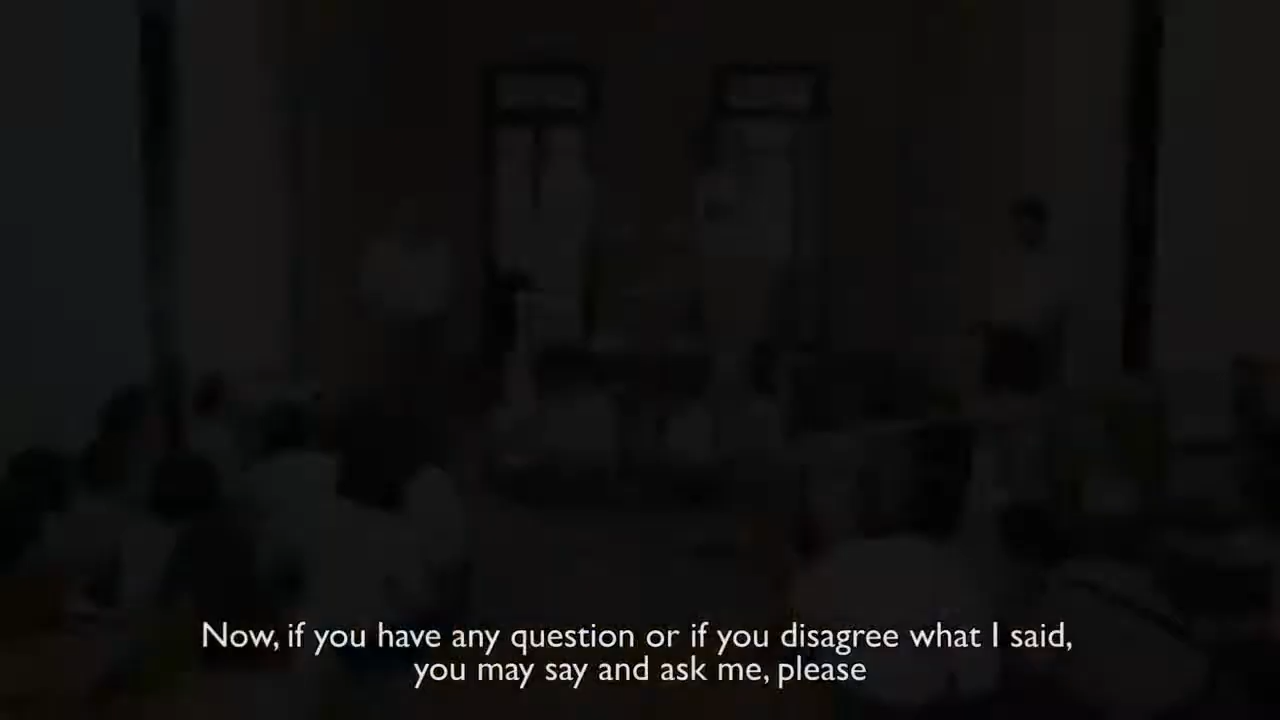 Now, if you have any question or if you disagree what I said,
you may say and ask me, please